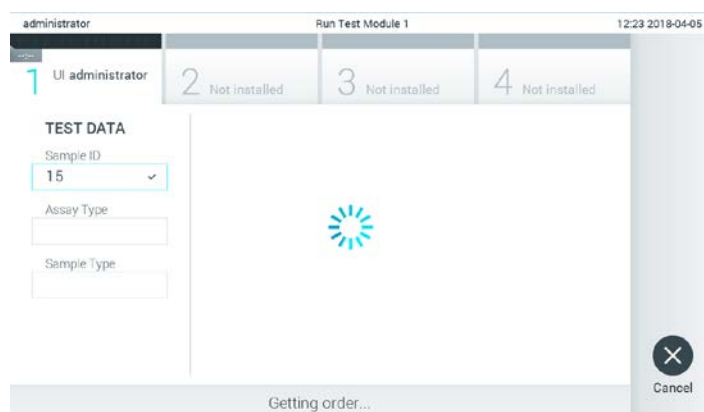 administrator Run Test Module 1 12:23 2018-04-05
1 UI administrator 2 Not installed 3 Not installed 4 Not installed
TEST DATA
Sample ID
15
Assay Type
Sample Type
Cancel
Getting order...